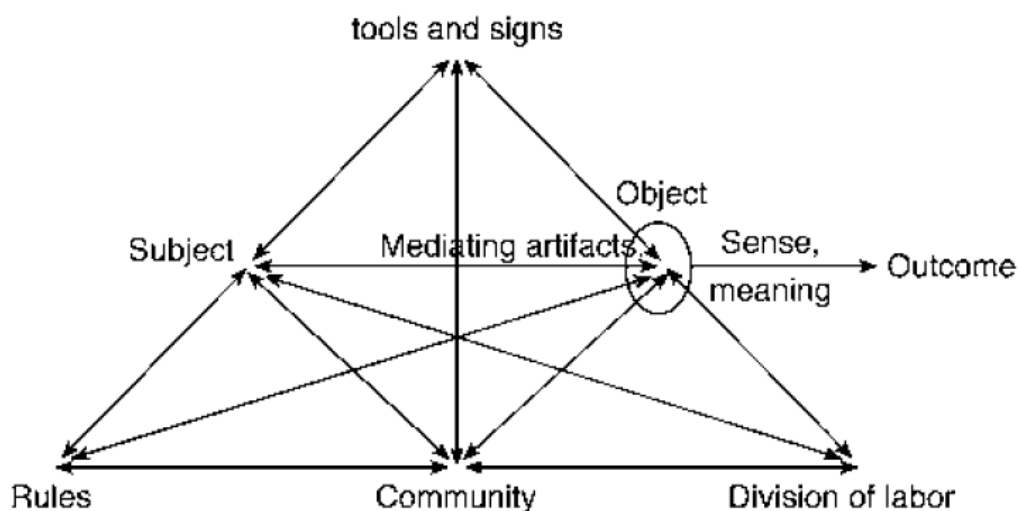 tools and signs
Object
Subject
Mediating artifacts,
Sense,
meaning
Outcome
Rules
Community
Division of labor